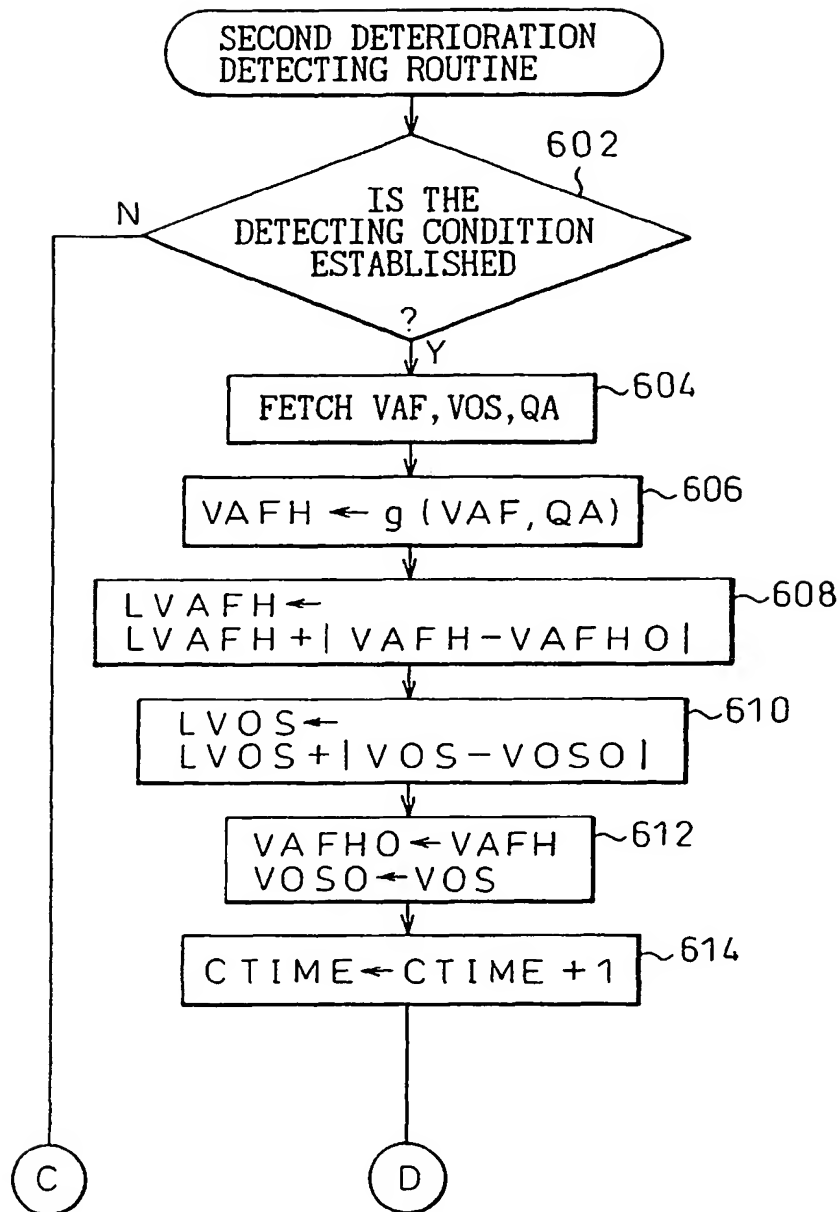 SECOND DETERIORATION
DETECTING ROUTINE
602
N
IS THE
DETECTING CONDITION
ESTABLISHED
?
Y
FETCH VAF, VOS, QA
604
VAFH ← g (VAF, QA)
606
LVAFH ←
LVAFH + | VAFH - VAFHO |
608
LVOS ←
LVOS + | VOS - VOSO |
610
VAFHO ← VAFH
VOSO ← VOS
612
CTIME ← CTIME + 1
614
C
D